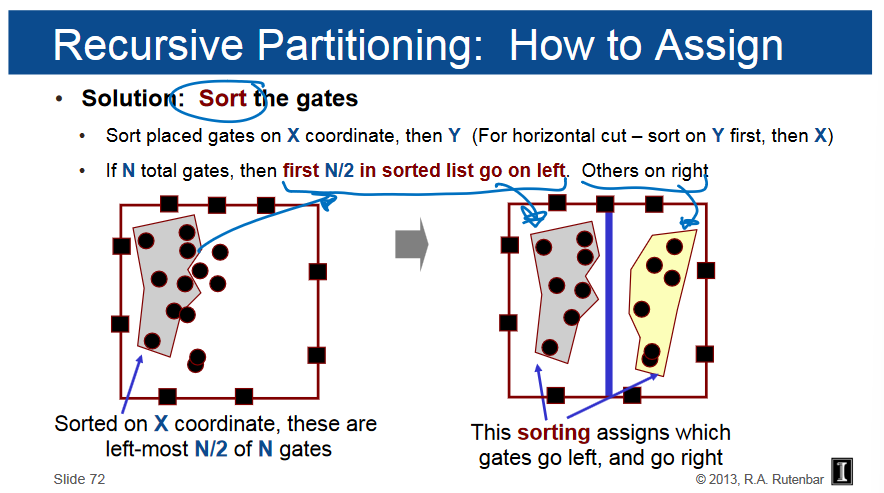 Recursive Partitioning: How to Assign
• Solution: Sort the gates
• Sort placed gates on X coordinate, then Y (For horizontal cut – sort on Y first, then X)
• If N total gates, then first N/2 in sorted list go on left. Others on right
Sorted on X coordinate, these are
left-most N/2 of N gates
This sorting assigns which
gates go left, and go right
Slide 72
© 2013, R.A. Rutenbar
I